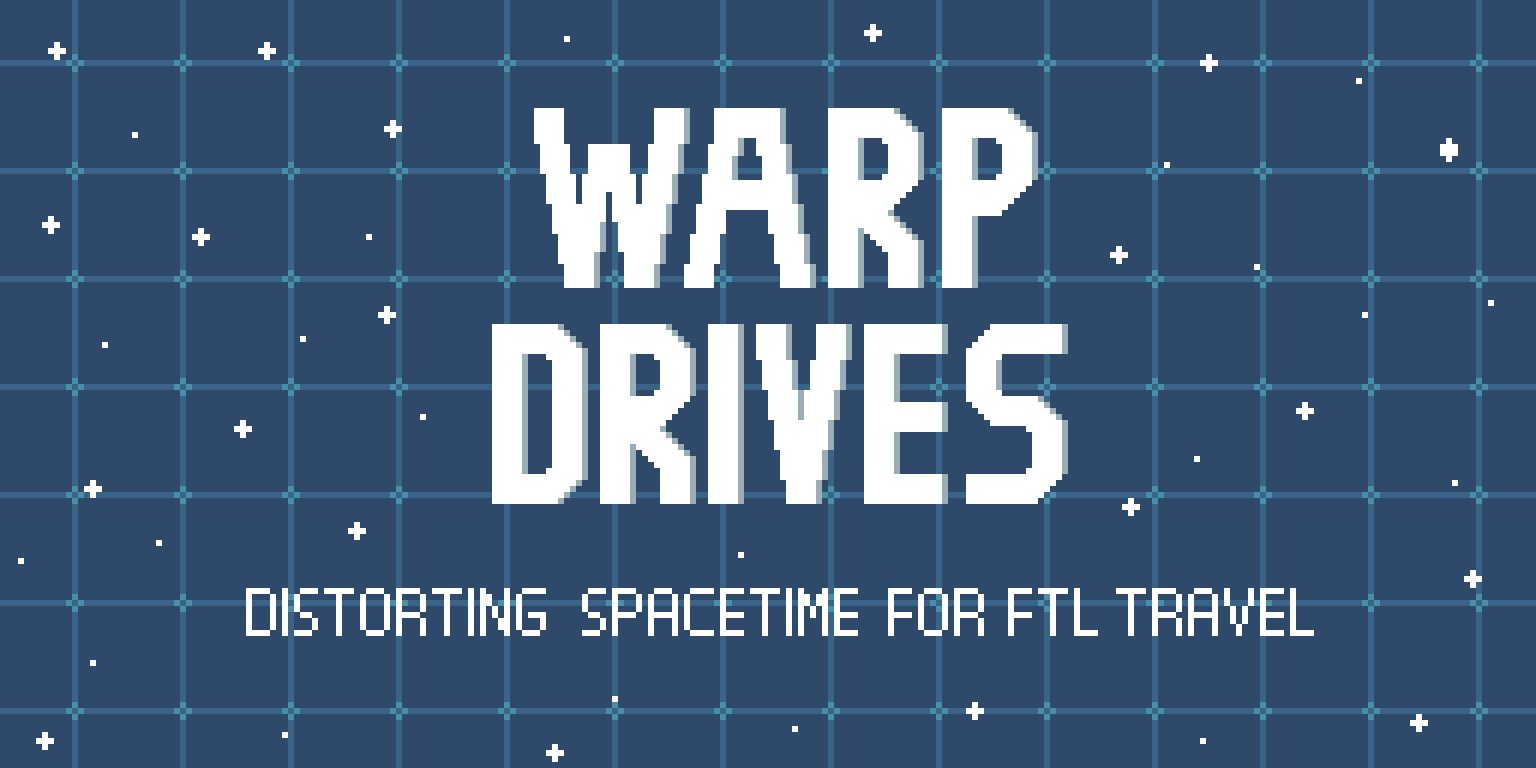 WARP
DRIVES
DISTORTING SPACETIME FOR FTL TRAVEL